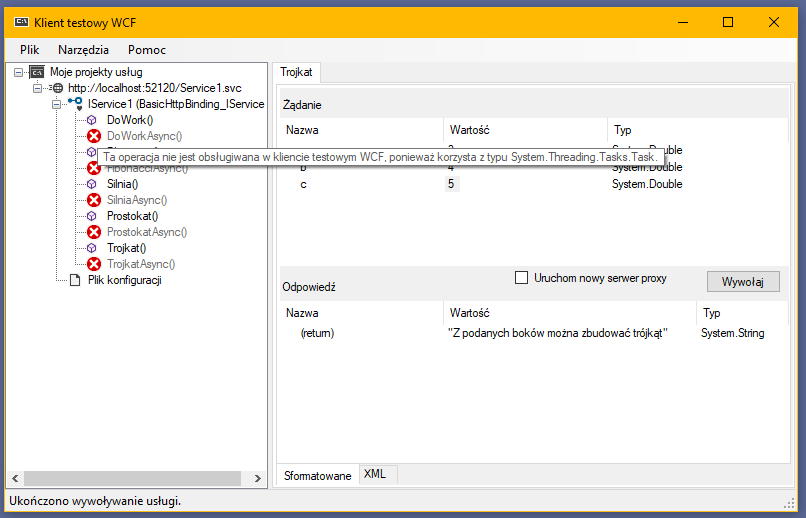 Klient testowy WCF
Plik Narzędzia Pomoc
Moje projekty usług
http://localhost:52120/Service1.svc
IService1 (BasicHttpBinding_IService
DoWork()
DoWorkAsync()
Ta operacja nie jest obsługiwana w kliencie testowym WCF, ponieważ korzysta z typu System.Threading.Tasks.Task.
FibonacciAsync()
Silnia()
SilniaAsync()
Prostokat()
ProstokatAsync()
Trojkat()
TrojkatAsync()
Plik konfiguracji
Trojkat
Żądanie
Nazwa Wartość Typ
System.Double
b 4 System.Double
c 5 System.Double
Odpowiedź
Uruchom nowy serwer proxy
Wywołaj
Nazwa Wartość Typ
(return) "Z podanych boków można zbudować trójkąt" System.String
Sformatowane XML
Ukończono wywoływanie usługi.